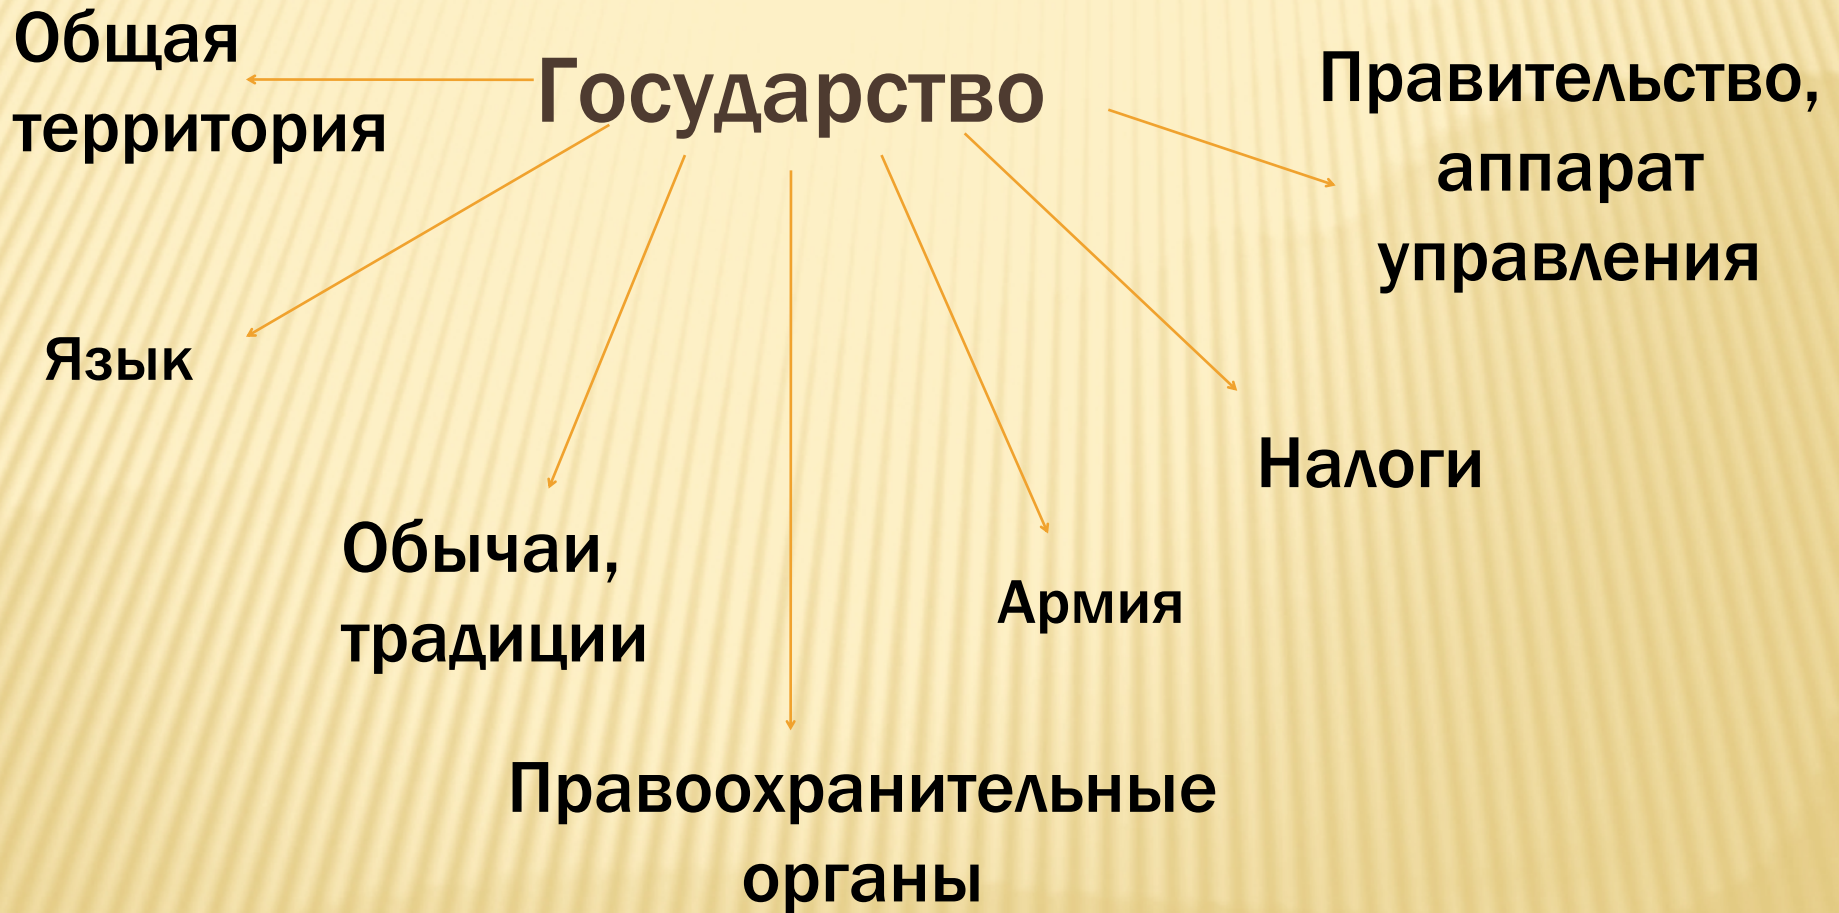 Государство
Общая
территория
Правительство,
аппарат
управления
Язык
Налоги
Обычаи,
традиции
Армия
Правоохранительные
органы